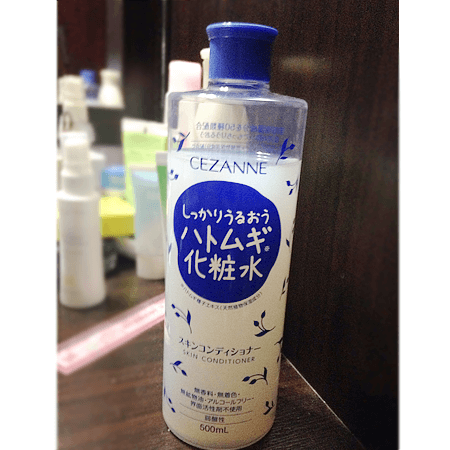 CEZANNE
しっかりうるおう
ハトムギ※
化粧水
スキンコンディショナー
SKIN CONDITIONER
無香料・無着色・
無鉱物油・アルコールフリー・
界面活性剤不使用
弱酸性
500mL